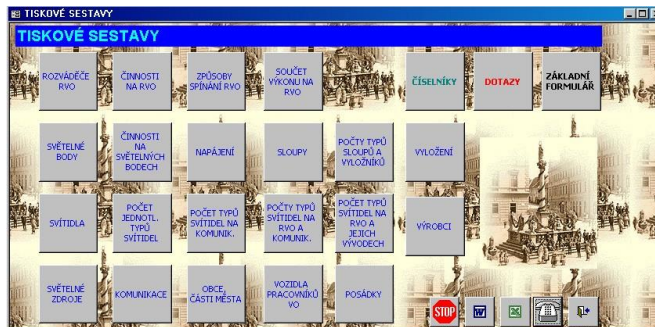 TISKOVÉ SESTAVY
TISKOVÉ SESTAVY
ROZVÁDĚČE
RVO
ČINNOSTI
NA RVO
ZPŮSOBY
SPÍNÁNÍ RVO
SOUČET
VÝKONU NA
RVO
ČÍSELNÍKY
DOTAZY
ZÁKLADNÍ
FORMULÁŘ
SVĚTELNÉ
BODY
ČINNOSTI
NA
SVĚTELNÝCH
BODECH
NAPÁJENÍ
SLOUPY
POČTY TYPŮ
SLOUPŮ A
VYLOŽNÍKŮ
VYLOŽENÍ
SVÍTIDLA
POČET
JEDNOTL.
TYPŮ
SVÍTIDEL
POČET TYPŮ
SVÍTIDEL NA
KOMUNIK.
POČTY TYPŮ
SVÍTIDEL NA
RVO A
KOMUNIK.
POČET TYPŮ
SVÍTIDEL NA
RVO A
JEJICH
VÝVODECH
VÝROBCI
SVĚTELNÉ
ZDROJE
KOMUNIKACE
OBCE,
ČÁSTI MĚSTA
VOZIDLA
PRACOVNÍKŮ
VO
POSÁDKY
STOP